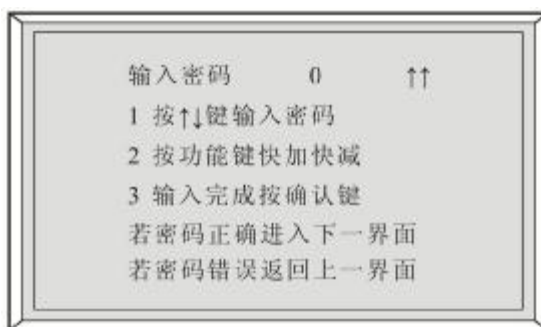 输入密码 0 ↑↑
1 按↑↓键输入密码
2 按功能键快加快减
3 输入完成按确认键
若密码正确进入下一界面
若密码错误返回上一界面